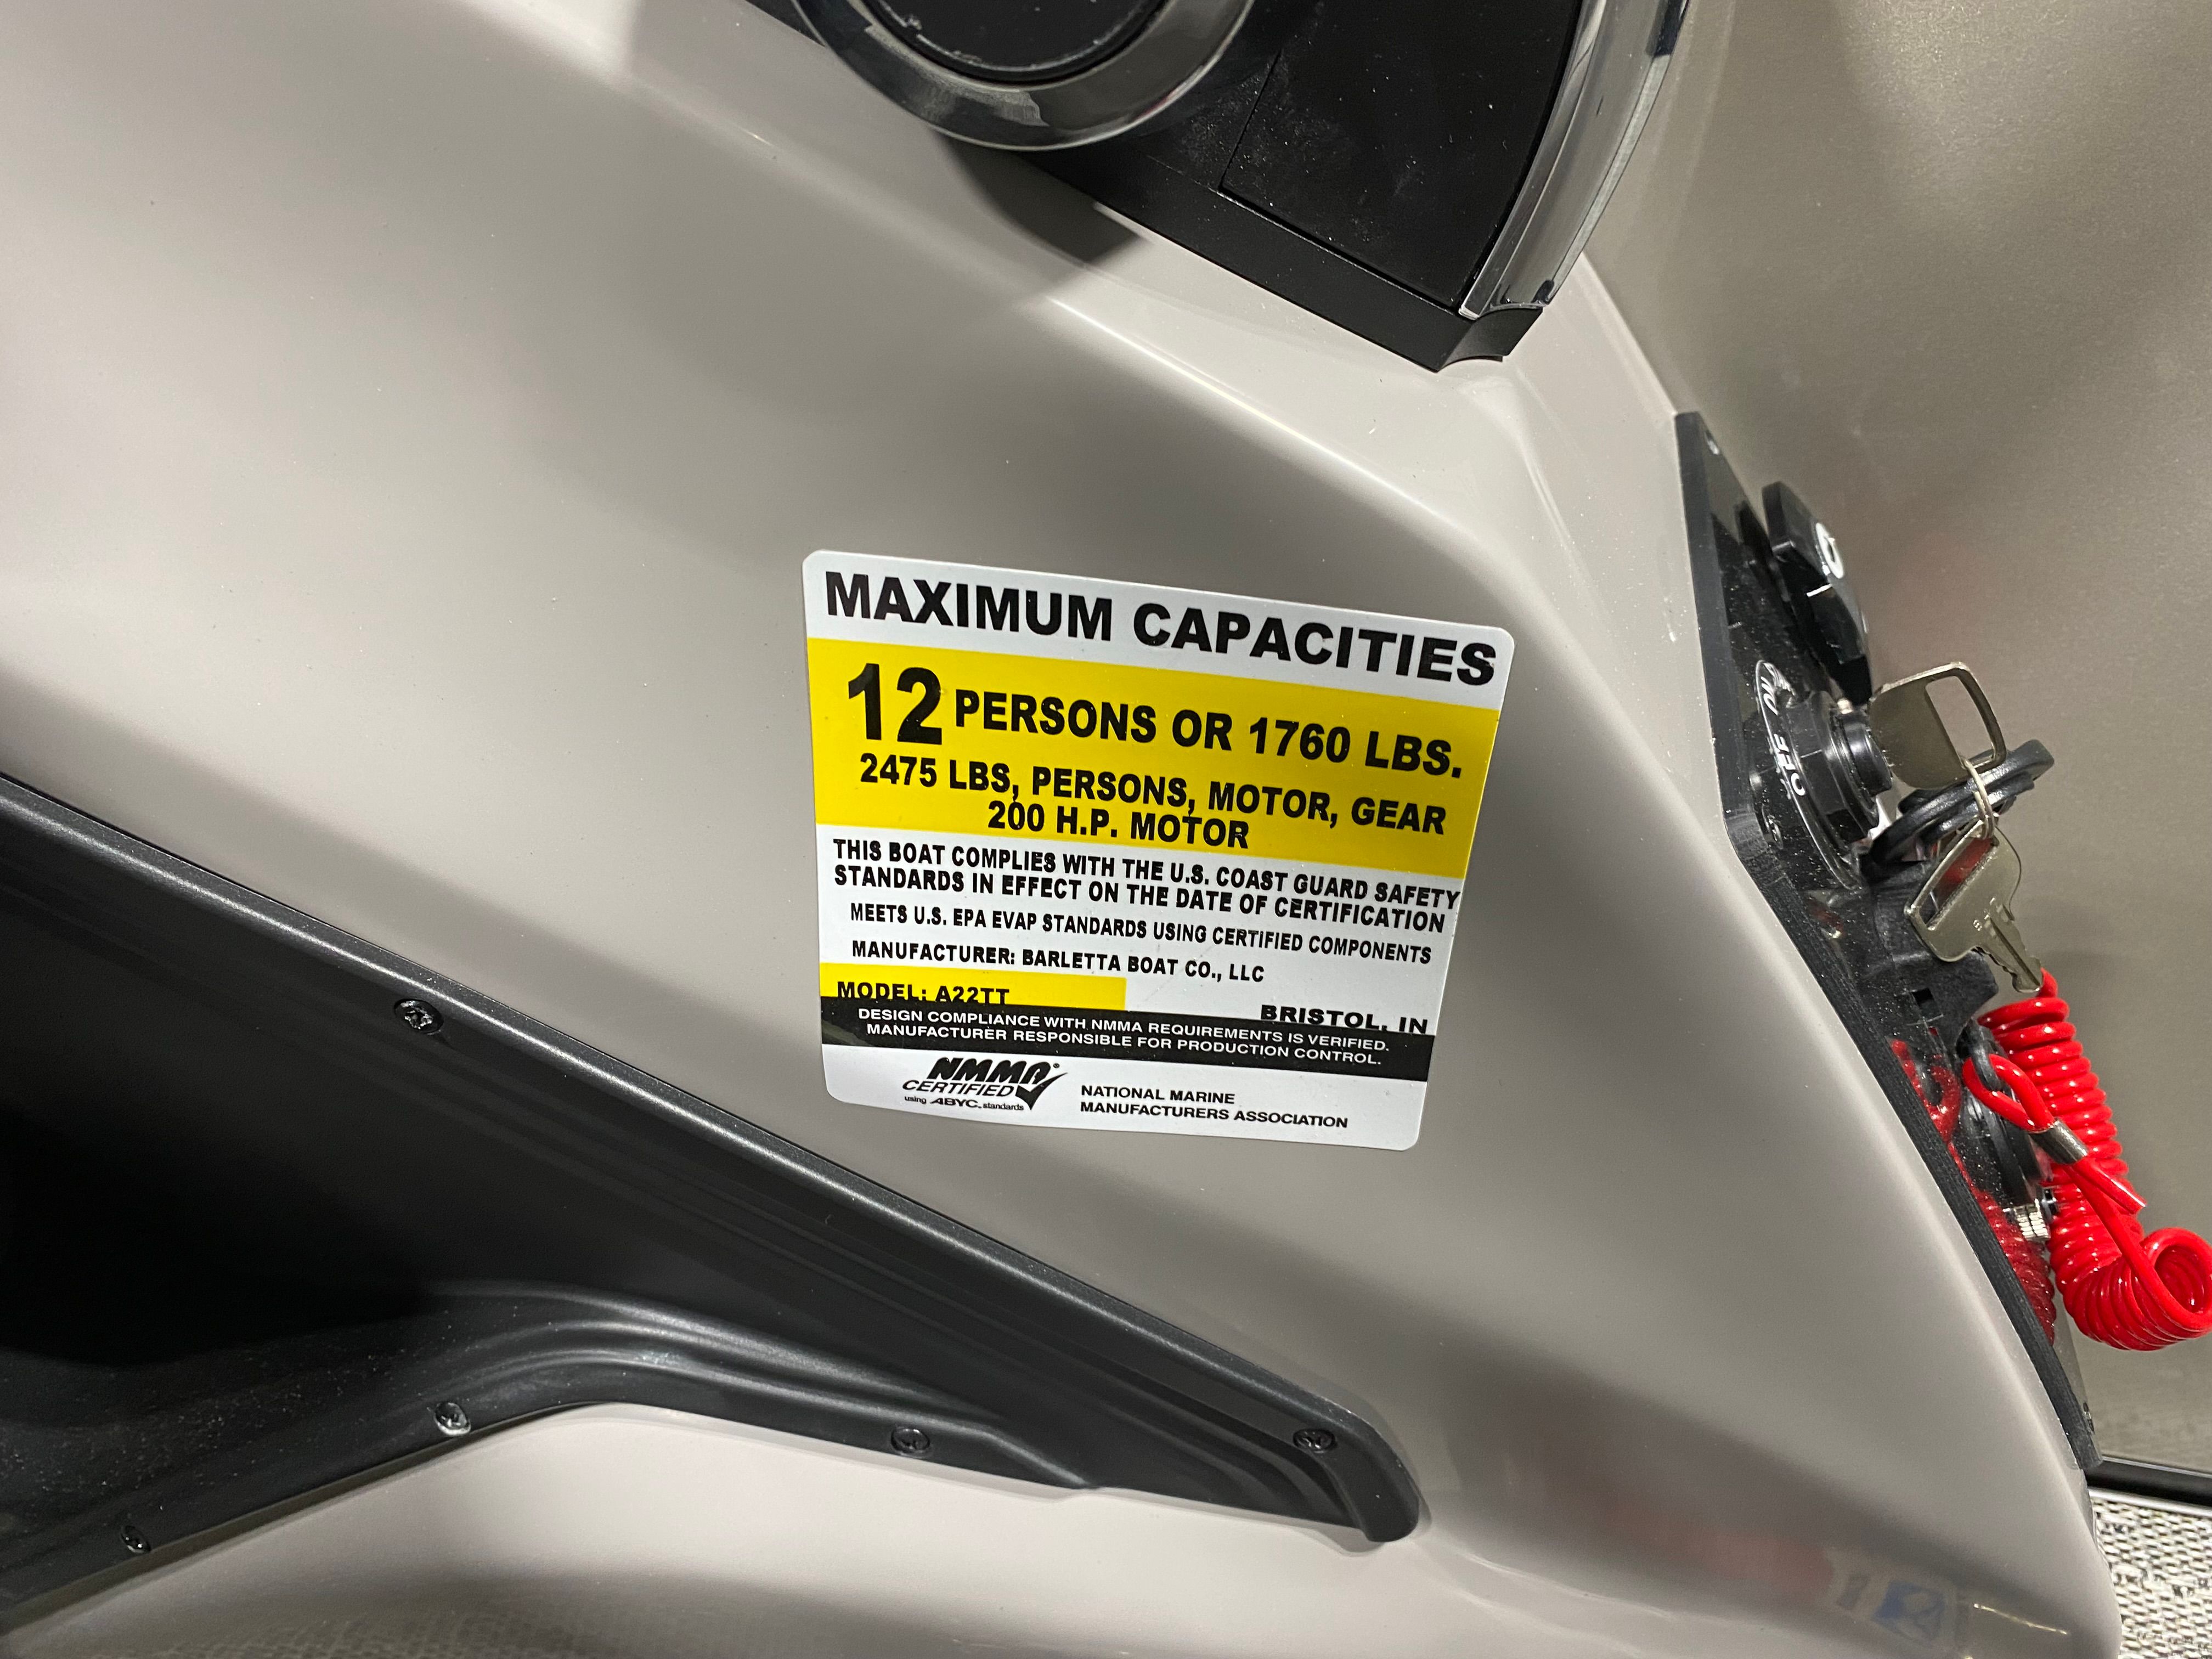 MAXIMUM CAPACITIES
12 PERSONS OR 1760 LBS.
2475 LBS, PERSONS, MOTOR, GEAR
200 H.P. MOTOR
THIS BOAT COMPLIES WITH THE U.S. COAST GUARD SAFETY
STANDARDS IN EFFECT ON THE DATE OF CERTIFICATION
MEETS U.S. EPA EVAP STANDARDS USING CERTIFIED COMPONENTS
MANUFACTURER: BARLETTA BOAT CO., LLC
MODEL: A22TT
BRISTOL, IN
DESIGN COMPLIANCE WITH NMMA REQUIREMENTS IS VERIFIED.
MANUFACTURER RESPONSIBLE FOR PRODUCTION CONTROL.
NMMA®
CERTIFIED
using ABYC standards
NATIONAL MARINE
MANUFACTURERS ASSOCIATION
OFF